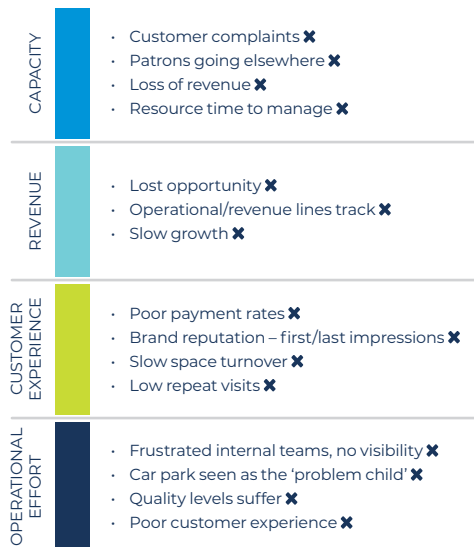 CAPACITY
• Customer complaints ✖
• Patrons going elsewhere ✖
• Loss of revenue ✖
• Resource time to manage ✖
REVENUE
• Lost opportunity ✖
• Operational/revenue lines track ✖
• Slow growth ✖
CUSTOMER
EXPERIENCE
• Poor payment rates ✖
• Brand reputation – first/last impressions ✖
• Slow space turnover ✖
• Low repeat visits ✖
OPERATIONAL
EFFORT
• Frustrated internal teams, no visibility ✖
• Car park seen as the ‘problem child’ ✖
• Quality levels suffer ✖
• Poor customer experience ✖